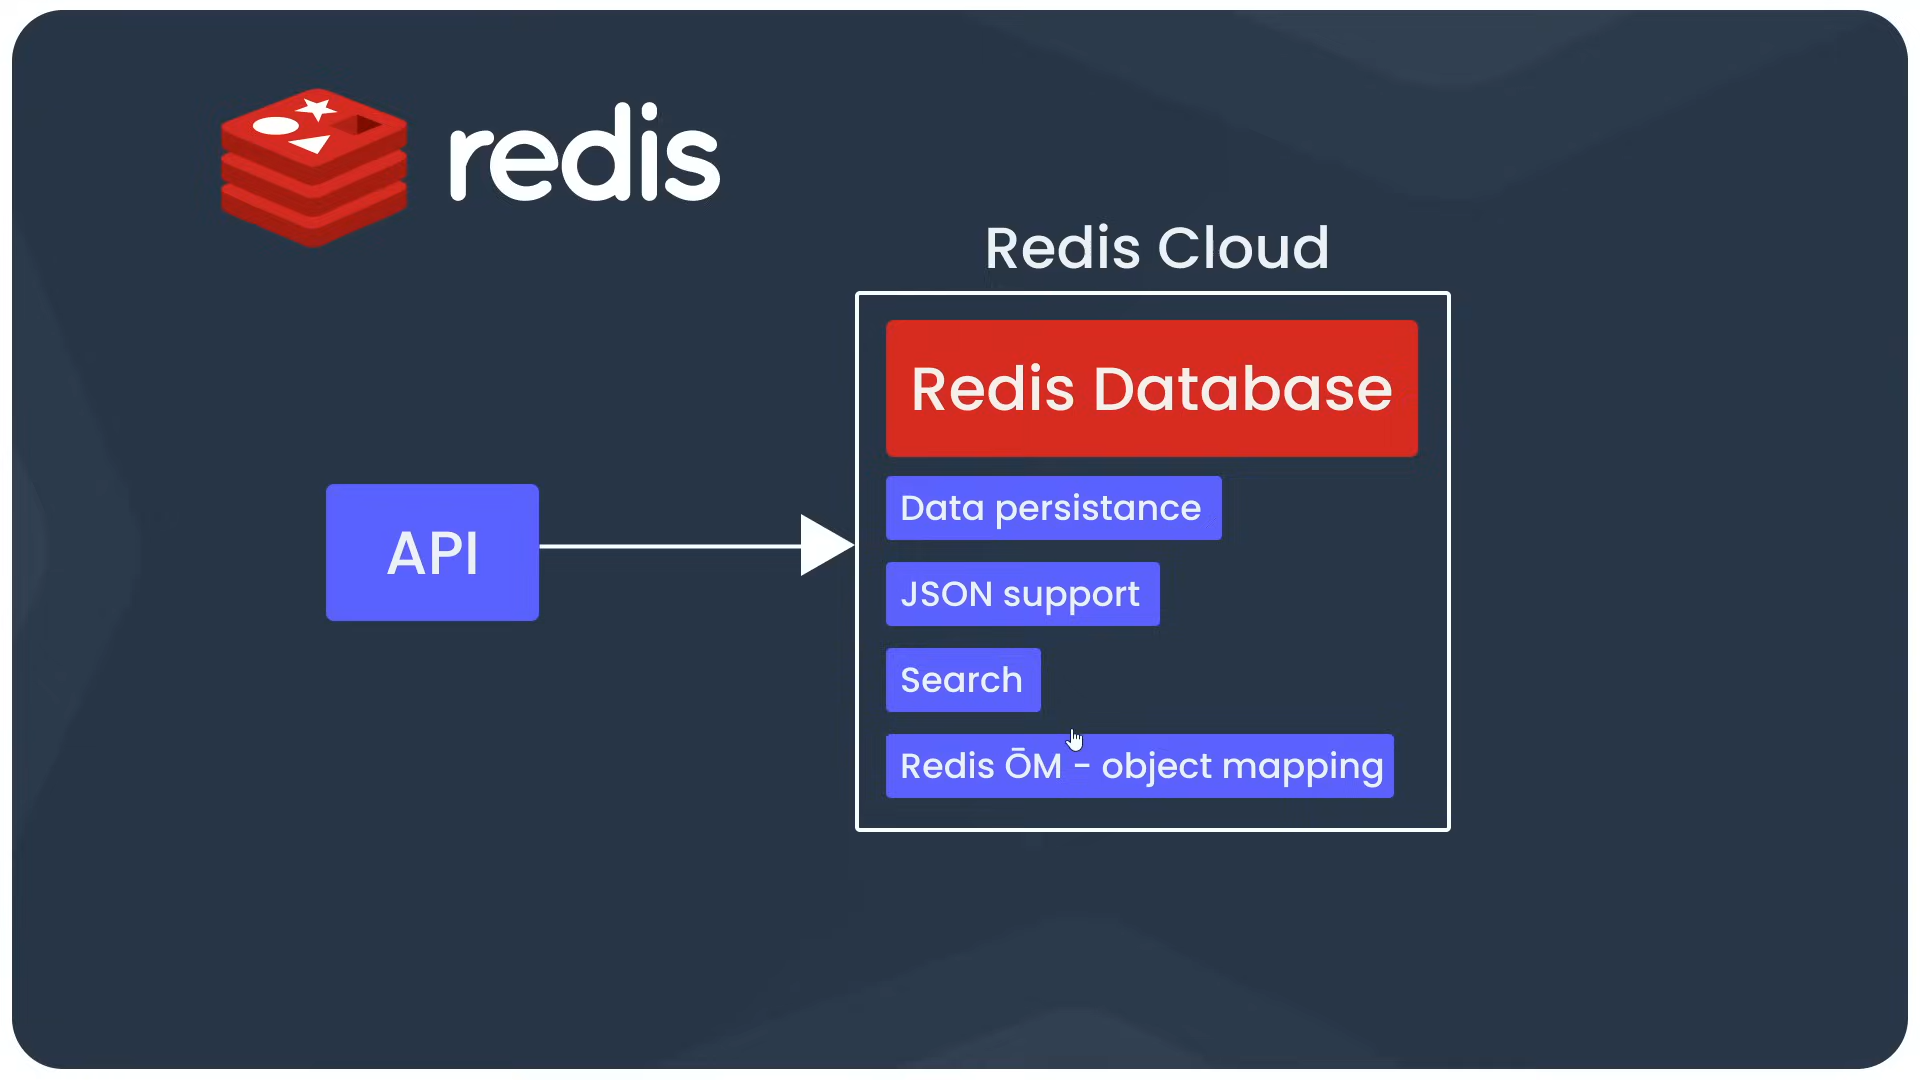 redis
Redis Cloud
Redis Database
Data persistance
API
JSON support
Search
Redis ŌM - object mapping